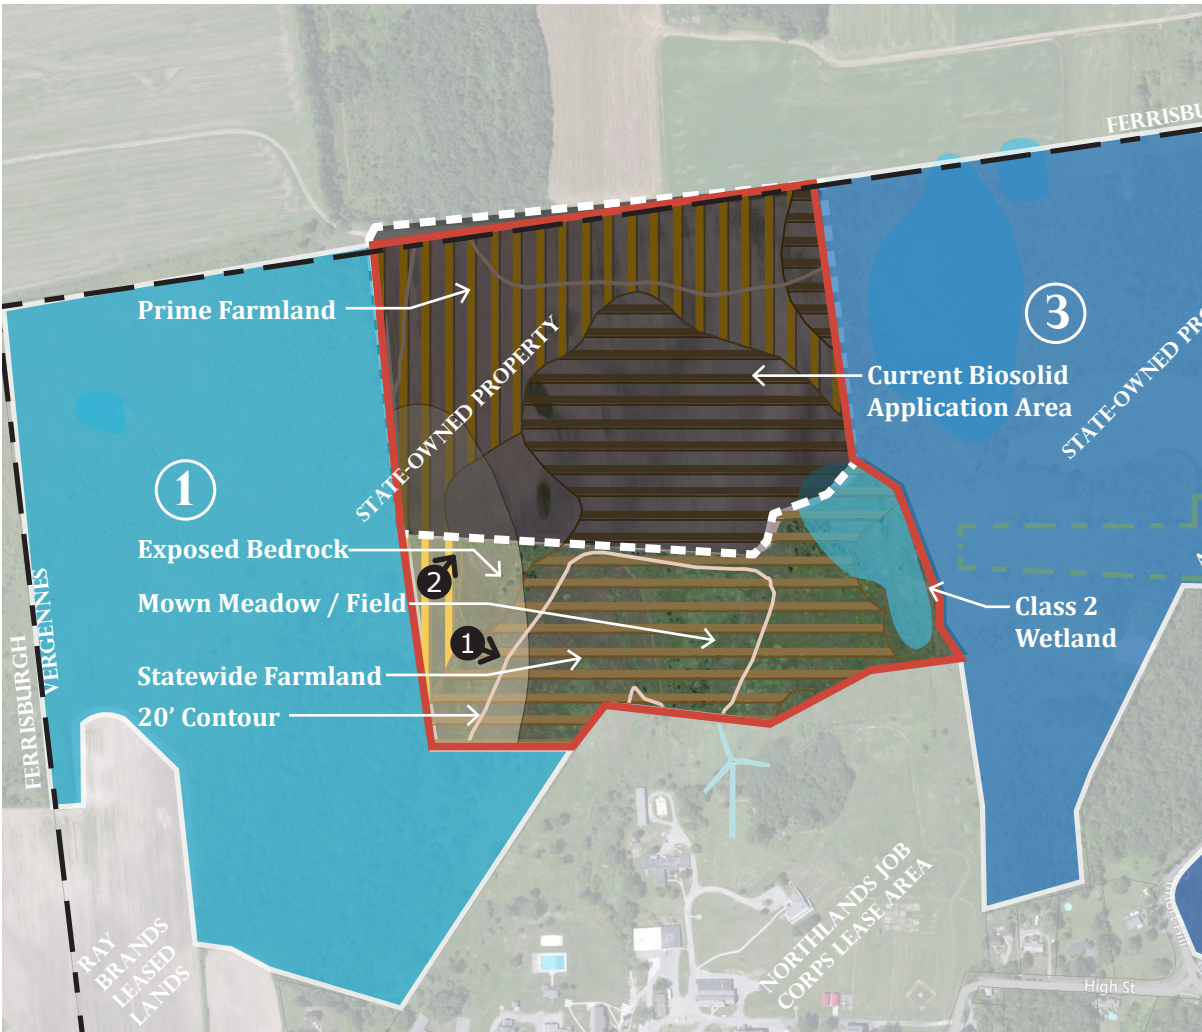 FERRISBU
Prime Farmland
3
STATE-OWNED PROPERTY
Current Biosolid
Application Area
STATE-OWNED PRO
1
Exposed Bedrock
2
Mown Meadow / Field
Class 2
Wetland
1
Statewide Farmland
20’ Contour
FERRISBURGH
VERGENNES
NORTHLANDS JOB
CORPS LEASE AREA
RAY
BRANDS
LEASED
LANDS
High St